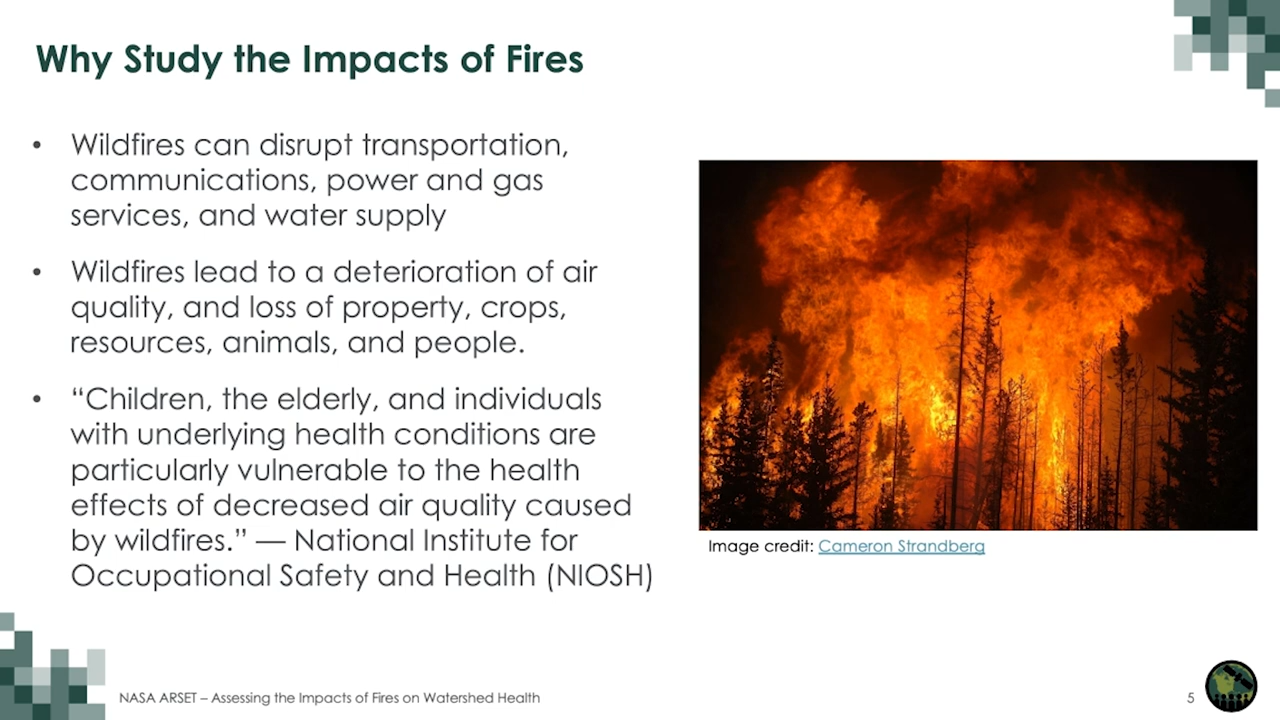 Why Study the Impacts of Fires
• Wildfires can disrupt transportation,
communications, power and gas
services, and water supply
• Wildfires lead to a deterioration of air
quality, and loss of property, crops,
resources, animals, and people.
• “Children, the elderly, and individuals
with underlying health conditions are
particularly vulnerable to the health
effects of decreased air quality caused
by wildfires.” — National Institute for
Occupational Safety and Health (NIOSH)
Image credit: Cameron Strandberg
NASA ARSET – Assessing the Impacts of Fires on Watershed Health
5